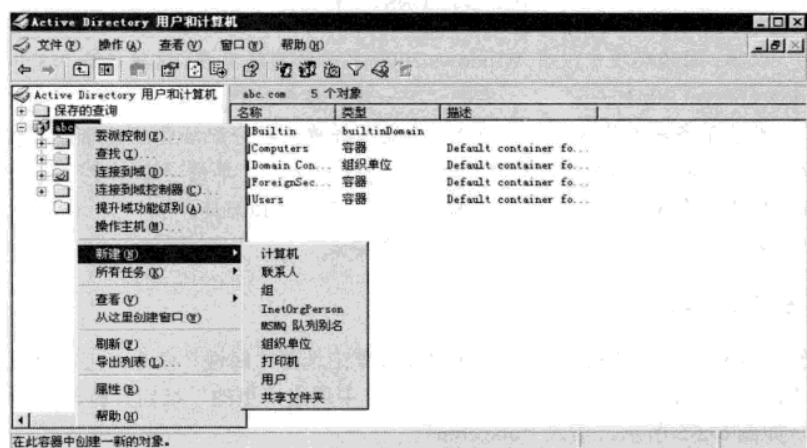 Active Directory 用户和计算机
文件(F) 操作(A) 查看(V) 窗口(W) 帮助(H)
Active Directory 用户和计算机
保存的查询
abc
abc.com 5 个对象
名称 类型 描述
Builtin builtinDomain
Computers 容器 Default container fo...
Domain Con... 组织单位
ForeignSec... 容器 Default container fo...
Users 容器 Default container fo...
委派控制(E)...
查找(I)...
连接到域(D)...
连接到域控制器(C)...
提升域功能级别(A)...
操作主机(M)...
新建(N)
所有任务(K)
查看(V)
从这里创建窗口(W)
刷新(F)
导出列表(L)...
属性(R)
帮助(H)
计算机
联系人
组
InetOrgPerson
MSMQ 队列别名
组织单位
打印机
用户
共享文件夹
在此容器中创建一新的对象。